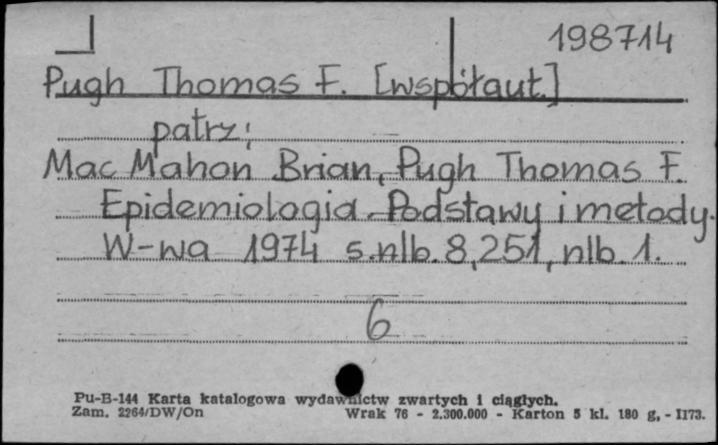 198714
Pugh Thomas F. [współaut.]
patrz:
Mac Mahon Brian, Pugh Thomas F.
Epidemiologia. Podstawy i metody.
W-wa 1974 s.nlb. 8, 251, nlb. 1.
6
Pu-B-144 Karta katalogowa wydawnictw zwartych i ciągłych.
Zam. 2264/DW/On Wrak 76 - 2.300.000 - Karton 5 kl. 180 g. - I173.